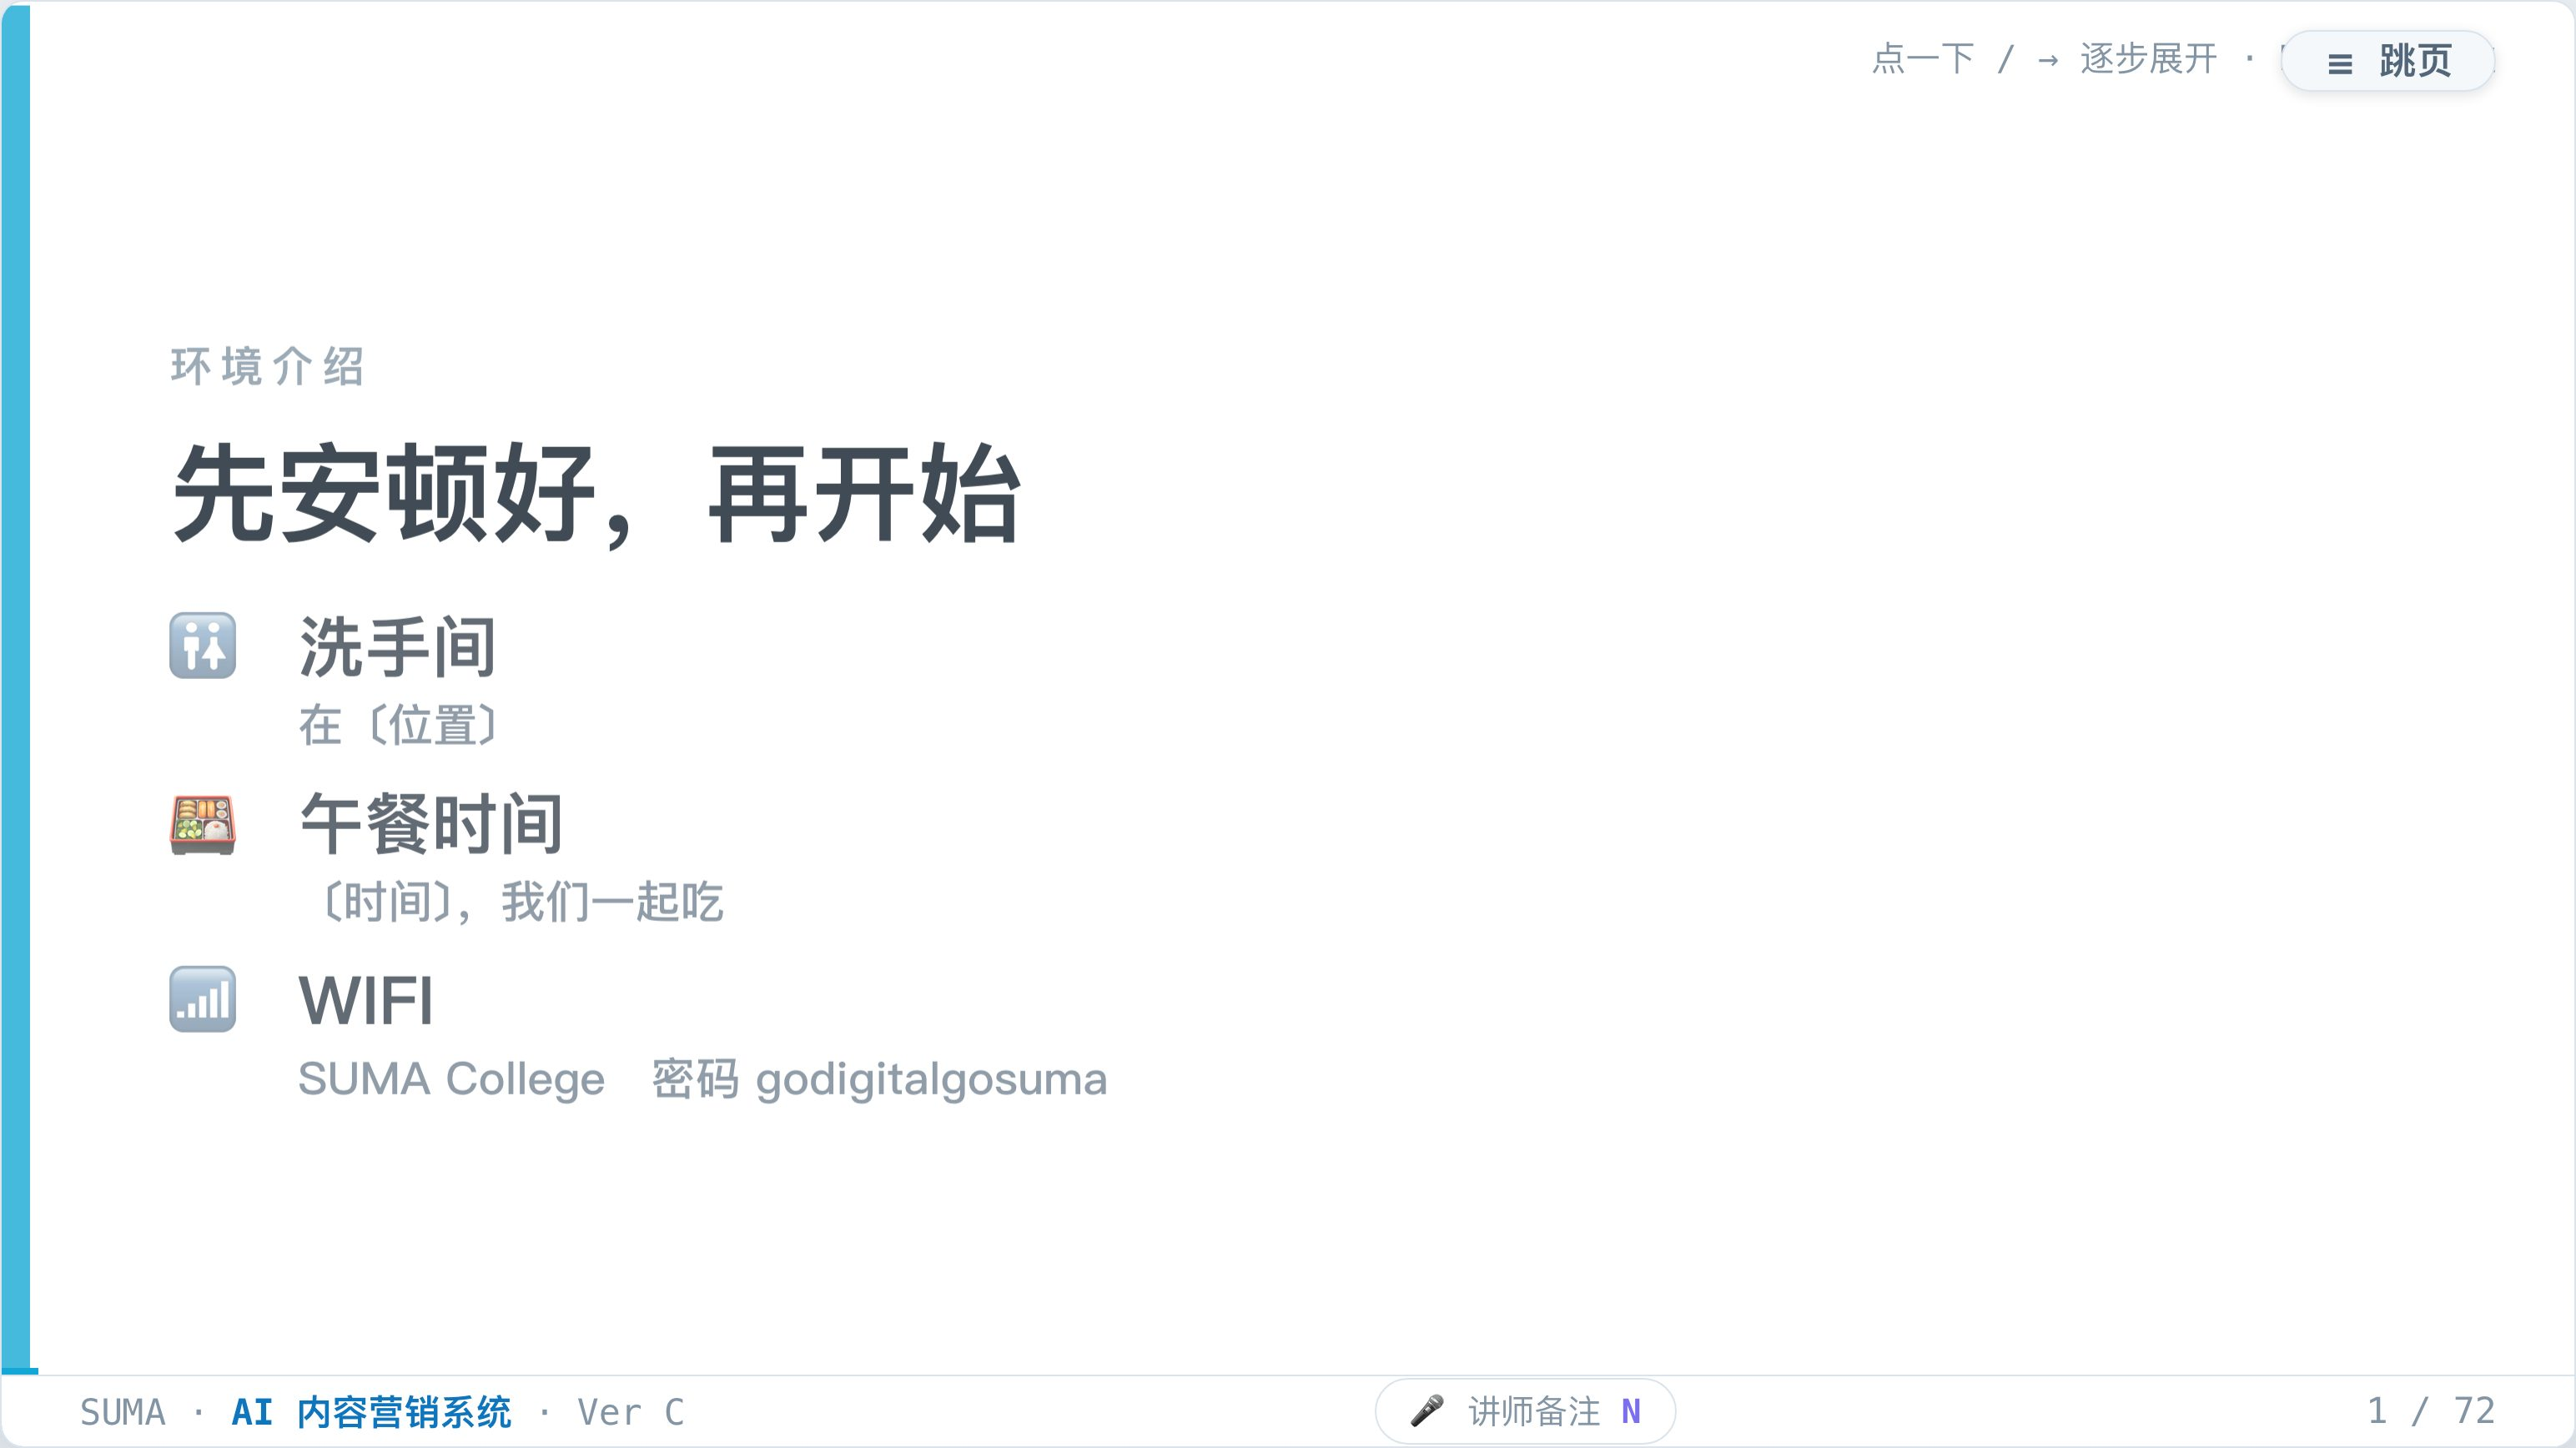 点一下 / → 逐步展开 ·
≡ 跳页
环境介绍
先安顿好，再开始
洗手间
在〔位置〕
午餐时间
〔时间〕，我们一起吃
WIFI
SUMA College 密码 godigitalgosuma
SUMA · AI 内容营销系统 · Ver C
讲师备注 N
1 / 72